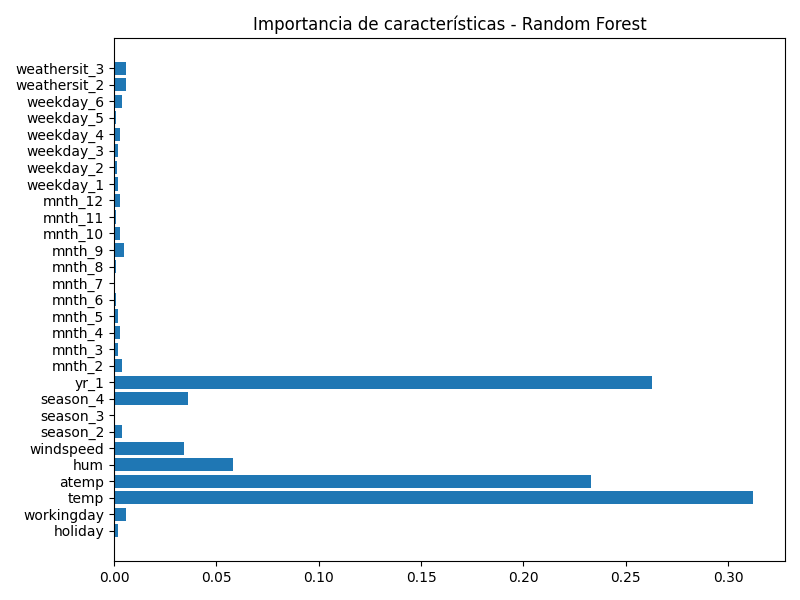 Importancia de características - Random Forest
weathersit_3
weathersit_2
weekday_6
weekday_5
weekday_4
weekday_3
weekday_2
weekday_1
mnth_12
mnth_11
mnth_10
mnth_9
mnth_8
mnth_7
mnth_6
mnth_5
mnth_4
mnth_3
mnth_2
yr_1
season_4
season_3
season_2
windspeed
hum
atemp
temp
workingday
holiday
0.00 0.05 0.10 0.15 0.20 0.25 0.30